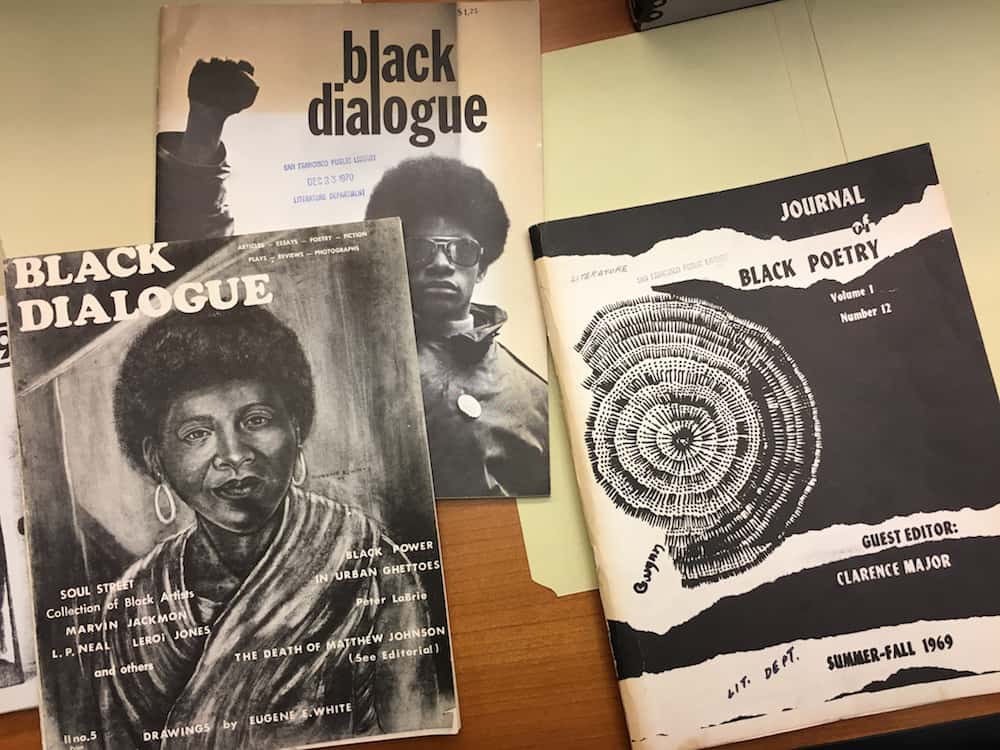 $1.25
black
dialogue
SAN FRANCISCO PUBLIC LIBRARY
DEC 23 1970
LITERATURE DEPARTMENT
ARTICLES — ESSAYS — POETRY — FICTION
PLAYS — REVIEWS — PHOTOGRAPHS
BLACK
DIALOGUE
SOUL STREET
Collection of Black Artists
MARVIN JACKMON
L. P. NEAL LEROI JONES
and others
BLACK POWER
IN URBAN GHETTOES
Peter LaBrie
THE DEATH OF MATTHEW JOHNSON
(See Editorial)
DRAWINGS by EUGENE E. WHITE
II no. 5
Price
JOURNAL
of
BLACK POETRY
LITERATURE
SAN FRANCISCO PUBLIC LIBRARY
Volume 1
Number 12
GUEST EDITOR:
CLARENCE MAJOR
LIT. DEPT.
SUMMER-FALL 1969